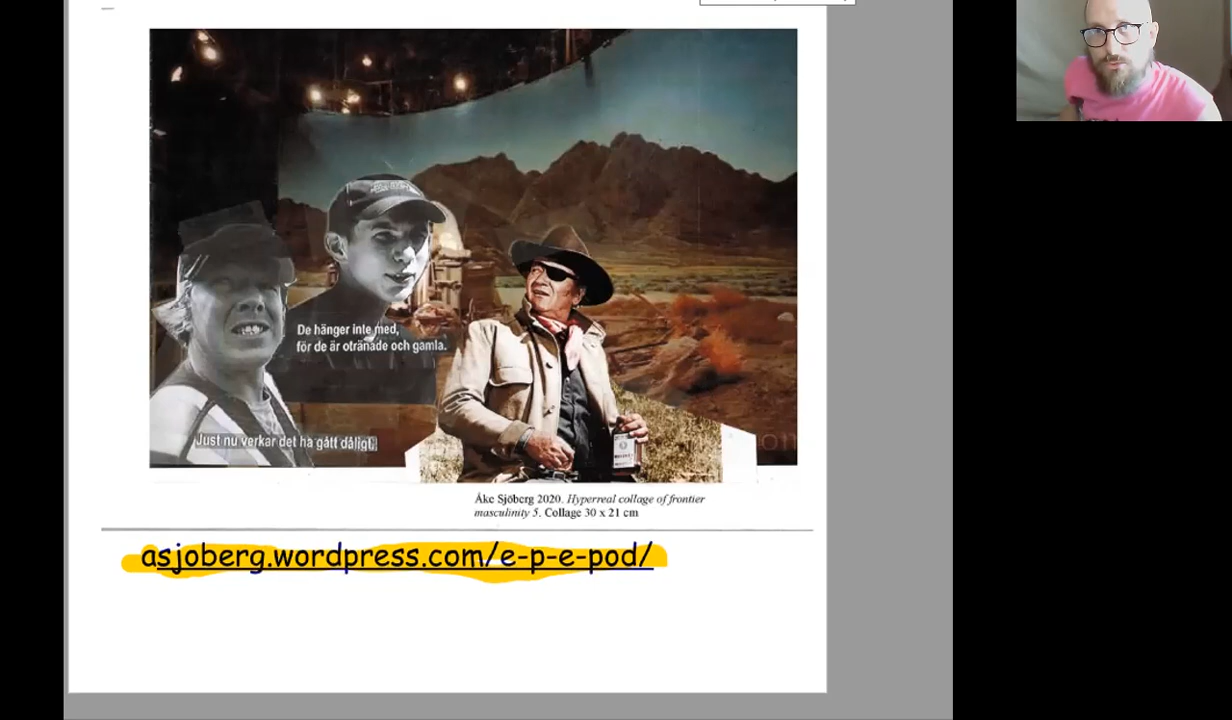 De hänger inte med,
för de är otränade och gamla.
Just nu verkar det ha gått dåligt.
on
Åke Sjöberg 2020. Hyperreal collage of frontier
masculinity 5. Collage 30 x 21 cm
asjoberg.wordpress.com/e-p-e-pod/